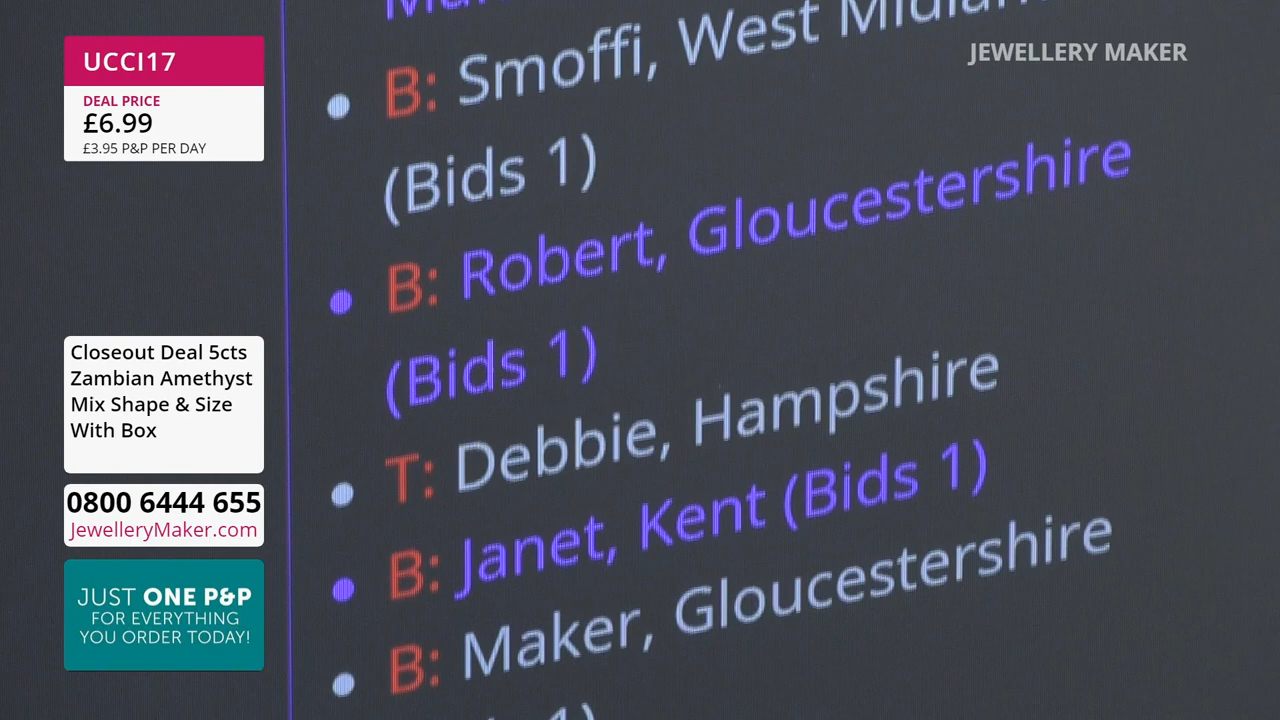 UCCI17
DEAL PRICE
£6.99
£3.95 P&P PER DAY
Closeout Deal 5cts
Zambian Amethyst
Mix Shape & Size
With Box
0800 6444 655
JewelleryMaker.com
JUST ONE P&P
FOR EVERYTHING
YOU ORDER TODAY!
JEWELLERY MAKER
B: Smoffi, West
(Bids 1)
B: Robert, Gloucestershire
(Bids 1)
T: Debbie, Hampshire
B: Janet, Kent (Bids 1)
B: Maker, Gloucestershire
1)